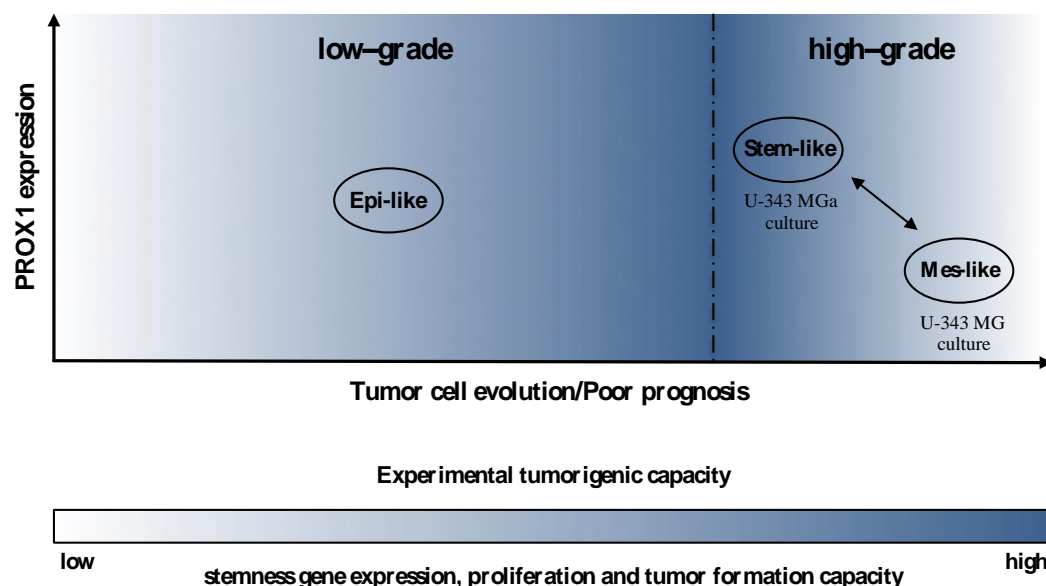 low–grade
high–grade
PROX1 expression
Epi-like
Stem-like
U-343 MGa
culture
Mes-like
U-343 MG
culture
Tumor cell evolution/Poor prognosis
Experimental tumorigenic capacity
low
high
stemness gene expression, proliferation and tumor formation capacity